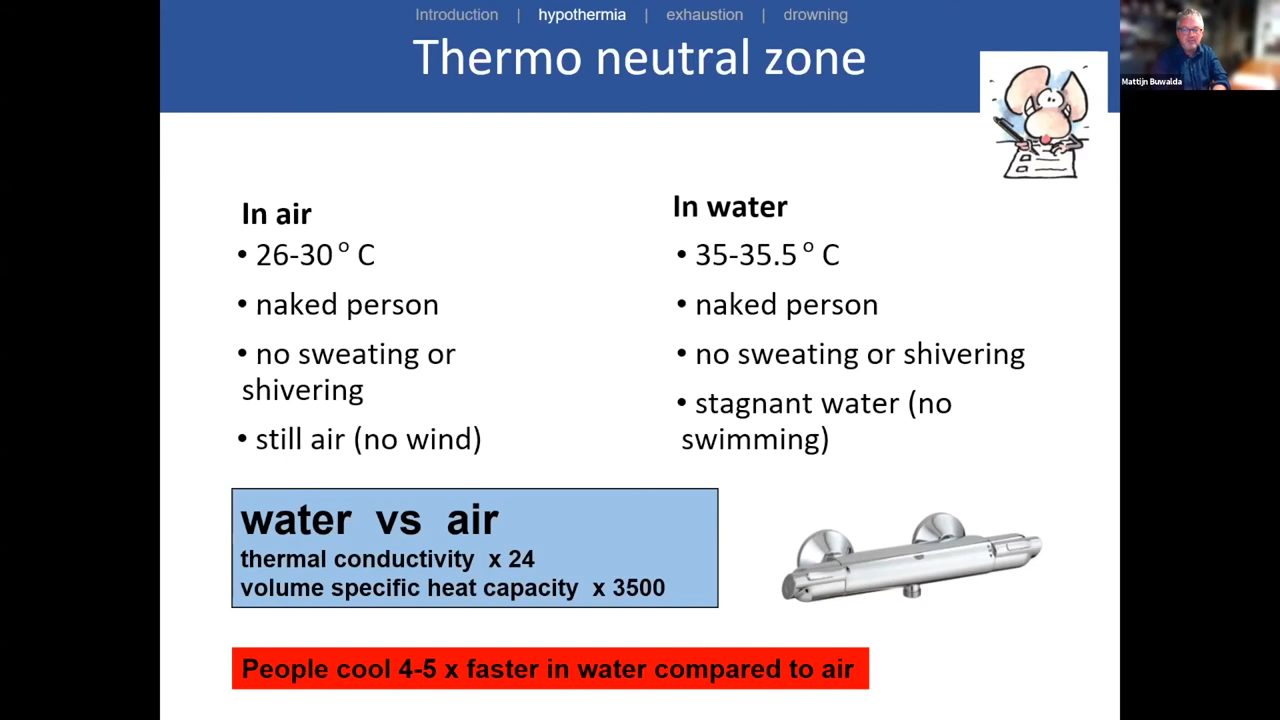 Introduction | hypothermia | exhaustion | drowning
Thermo neutral zone
Mattijn Buwalda
In air
• 26-30 º C
• naked person
• no sweating or
shivering
• still air (no wind)
In water
• 35-35.5 º C
• naked person
• no sweating or shivering
• stagnant water (no
swimming)
water vs air
thermal conductivity x 24
volume specific heat capacity x 3500
People cool 4-5 x faster in water compared to air